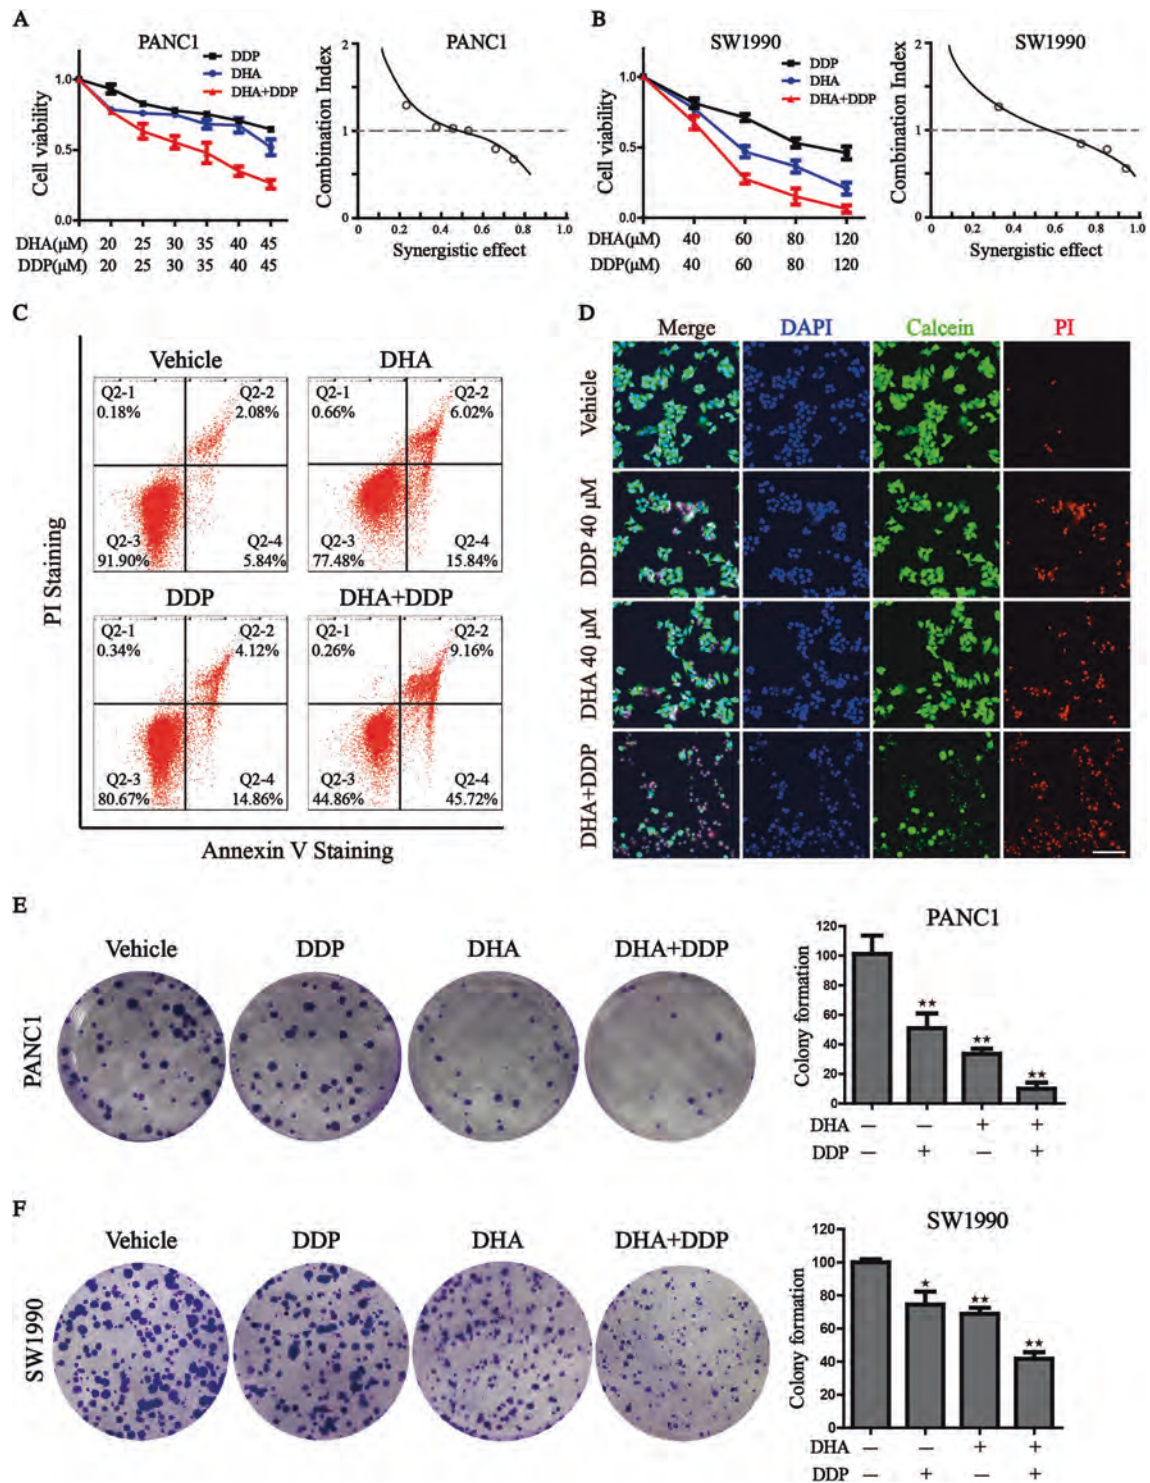 A
PANC1
DDP
DHA
DHA+DDP
Cell viability
1.0
0.5
0.0
DHA(μM) 20 25 30 35 40 45
DDP(μM) 20 25 30 35 40 45
PANC1
Combination Index
2
1
0
0 0.2 0.4 0.6 0.8 1.0
Synergistic effect
B
SW1990
DDP
DHA
DHA+DDP
Cell viability
1.0
0.5
0.0
DHA(μM) 40 60 80 120
DDP(μM) 40 60 80 120
SW1990
Combination Index
2
1
0
0 0.2 0.4 0.6 0.8 1.0
Synergistic effect
C
PI Staining
Vehicle
Q2-1 Q2-2
0.18% 2.08%
Q2-3 Q2-4
91.90% 5.84%
DHA
Q2-1 Q2-2
0.66% 6.02%
Q2-3 Q2-4
77.48% 15.84%
DDP
Q2-1 Q2-2
0.34% 4.12%
Q2-3 Q2-4
80.67% 14.86%
DHA+DDP
Q2-1 Q2-2
0.26% 9.16%
Q2-3 Q2-4
44.86% 45.72%
Annexin V Staining
D
Merge DAPI Calcein PI
Vehicle
DDP 40 μM
DHA 40 μM
DHA+DDP
E
Vehicle DDP DHA DHA+DDP
PANC1
PANC1
Colony formation
120
100
80
60
40
20
0
★★
★★
★★
DHA − − + +
DDP − + − +
F
Vehicle DDP DHA DHA+DDP
SW1990
SW1990
Colony formation
120
100
80
60
40
20
0
★
★★
★★
DHA − − + +
DDP − + − +